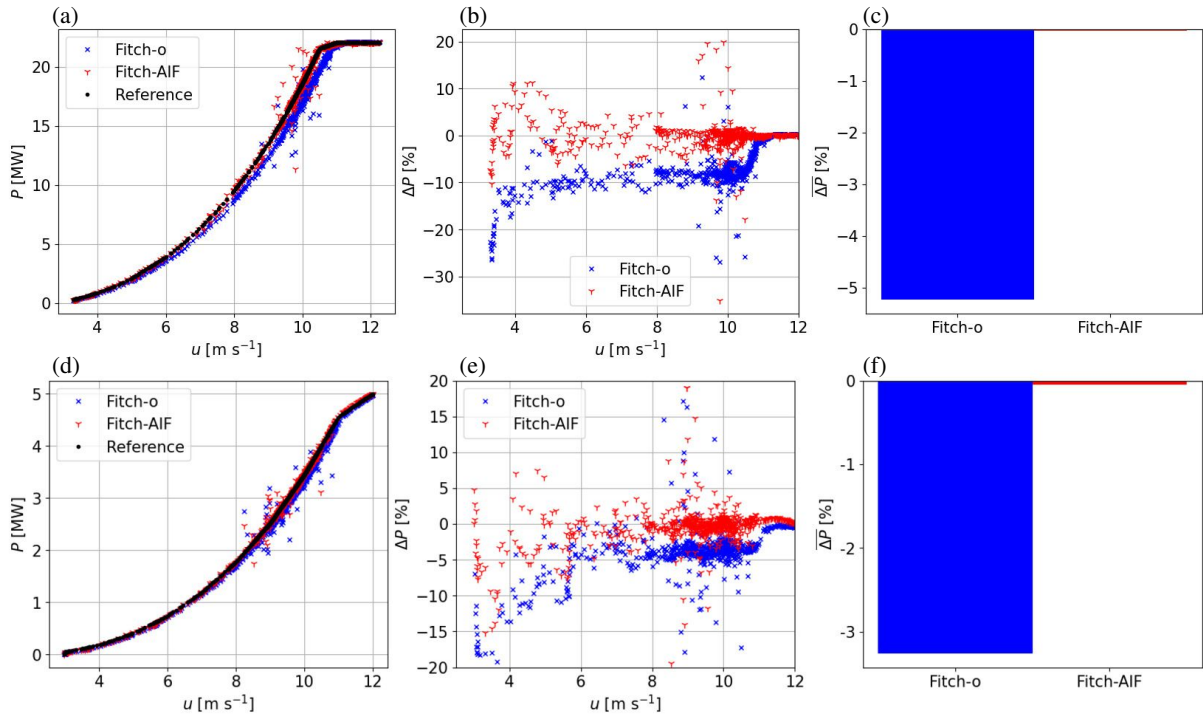 (a)
20
15
10
5
0
P [MW]
Fitch-o
Fitch-AIF
Reference
4 6 8 10 12
u [m s⁻¹]
(b)
20
10
0
−10
−20
−30
ΔP [%]
Fitch-o
Fitch-AIF
4 6 8 10 12
u [m s⁻¹]
(c)
0
−1
−2
−3
−4
−5
\overline{ΔP} [%]
Fitch-o Fitch-AIF
(d)
5
4
3
2
1
0
P [MW]
Fitch-o
Fitch-AIF
Reference
4 6 8 10 12
u [m s⁻¹]
(e)
20
15
10
5
0
−5
−10
−15
−20
ΔP [%]
Fitch-o
Fitch-AIF
4 6 8 10 12
u [m s⁻¹]
(f)
0
−1
−2
−3
\overline{ΔP} [%]
Fitch-o Fitch-AIF